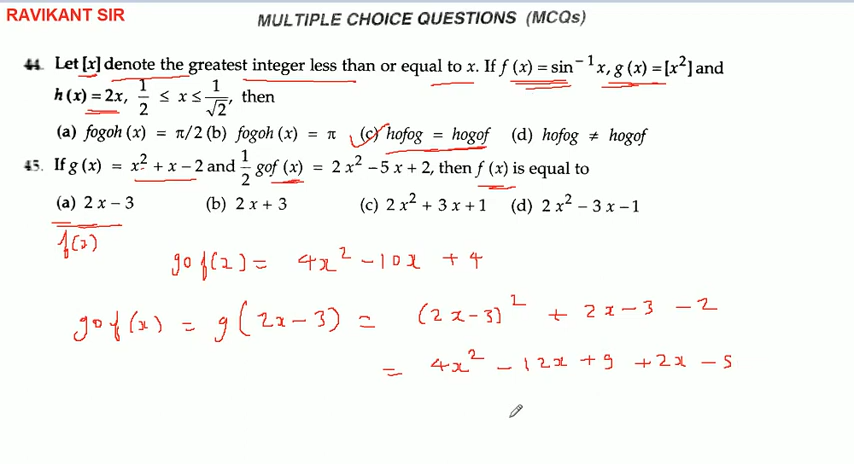 RAVIKANT SIR
MULTIPLE CHOICE QUESTIONS (MCQs)
44. Let [x] denote the greatest integer less than or equal to x. If f (x) = sin⁻¹x, g (x) = [x²] and
h (x) = 2x, 1/2 ≤ x ≤ 1/√2, then
(a) fogoh (x) = π/2 (b) fogoh (x) = π (c) hofog = hogof (d) hofog ≠ hogof
45. If g (x) = x² + x − 2 and 1/2 gof (x) = 2x² − 5x + 2, then f (x) is equal to
(a) 2x − 3 (b) 2x + 3 (c) 2x² + 3x + 1 (d) 2x² − 3x − 1
f(x)
gof(x) = 4x² − 10x + 4
gof(x) = g(2x − 3) = (2x − 3)² + 2x − 3 − 2
= 4x² − 12x + 9 + 2x − 5